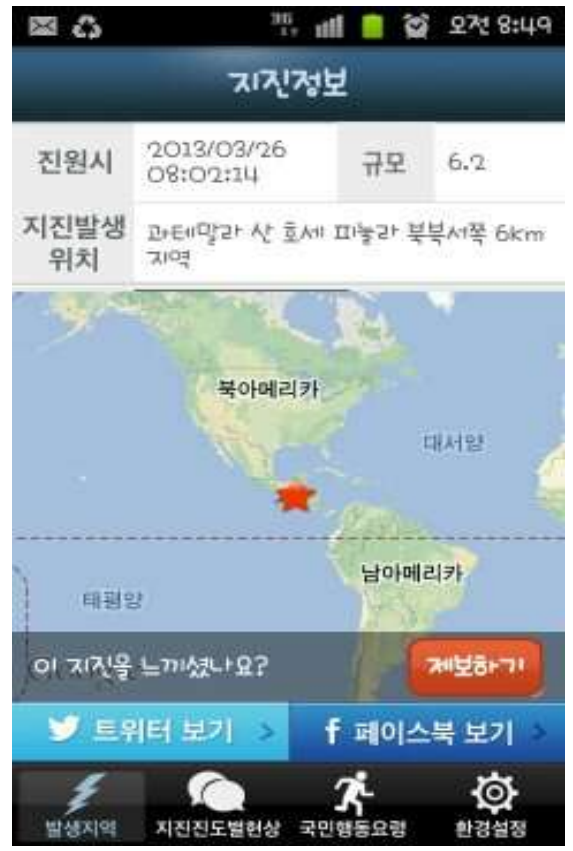 오전 8:49
지진정보
진원시
2013/03/26
08:02:14
규모
6.2
지진발생
위치
과테말라 산 호세 피눌라 북북서쪽 6km
지역
북아메리카
대서양
남아메리카
태평양
이 지진을 느끼셨나요?
제보하기
트위터 보기 >
f 페이스북 보기 >
발생지역
지진진도별현상
국민행동요령
환경설정